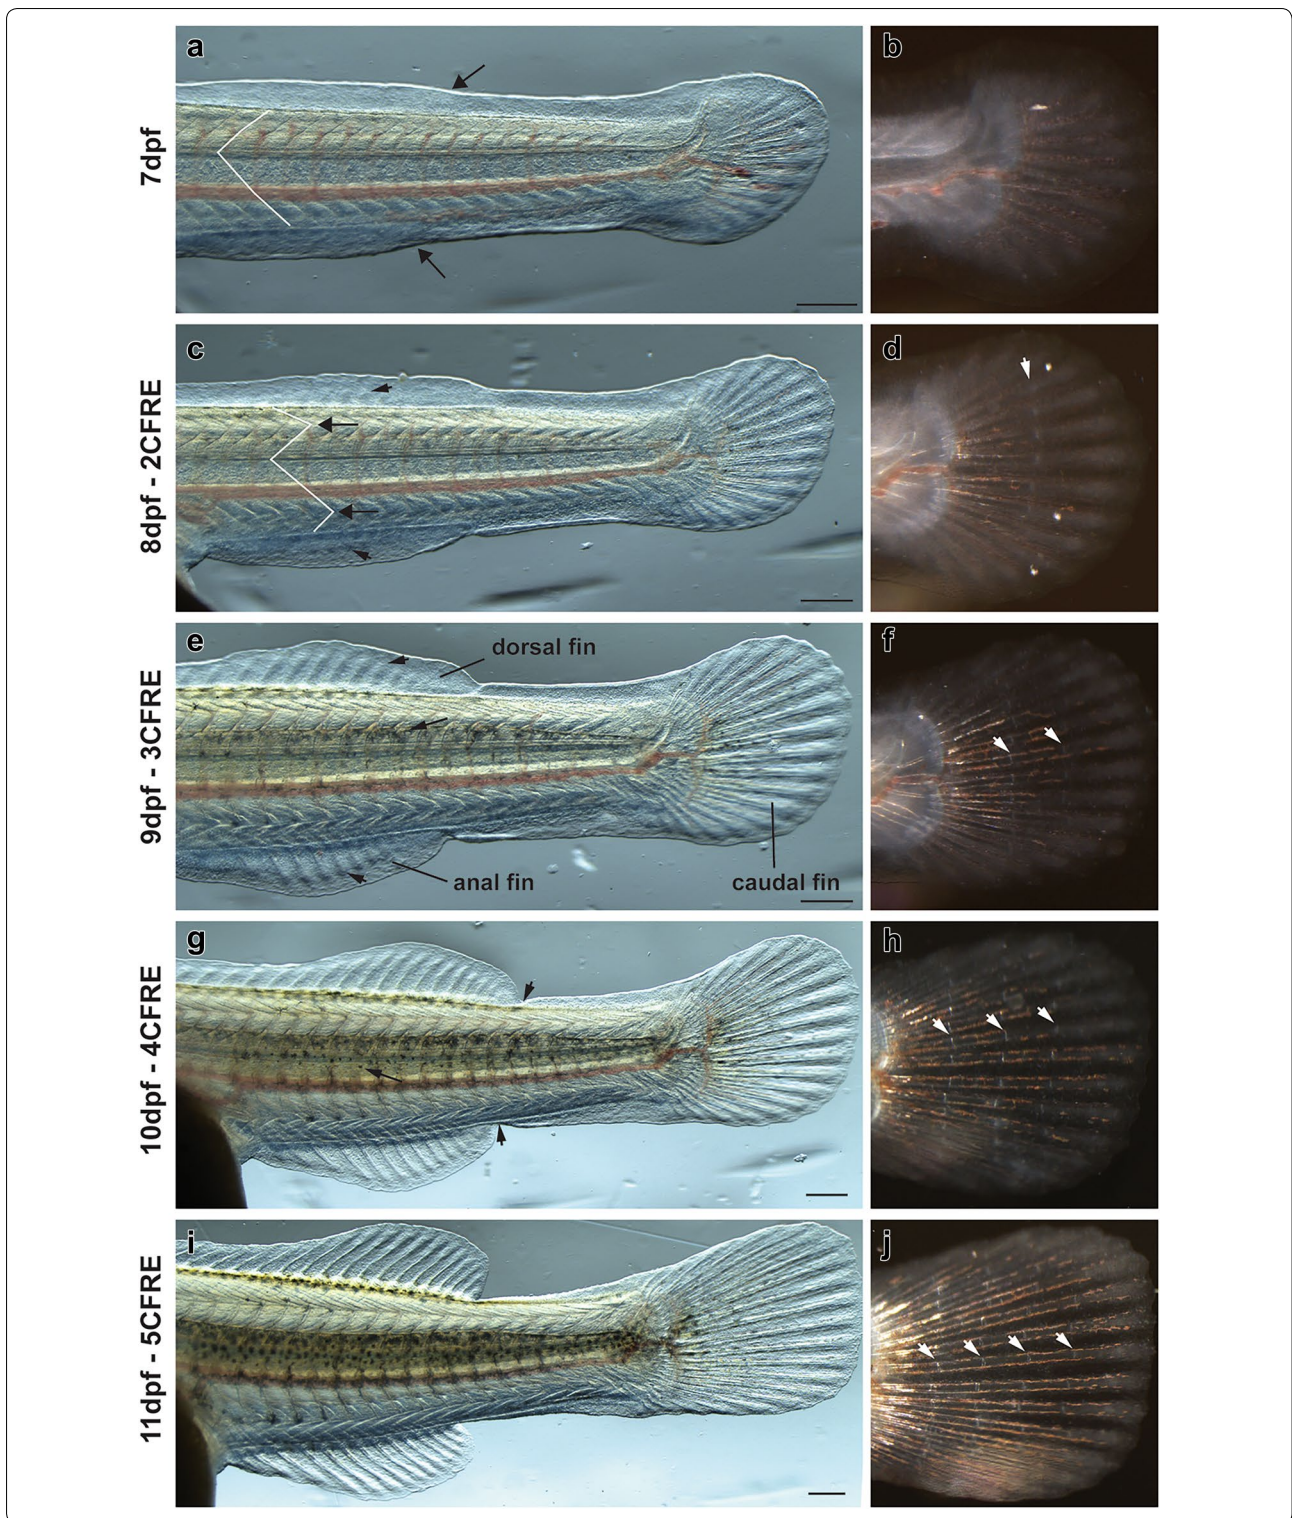 7dpf
a
b
8dpf - 2CFRE
c
d
9dpf - 3CFRE
e
f
dorsal fin
anal fin
caudal fin
10dpf - 4CFRE
g
h
11dpf - 5CFRE
i
j